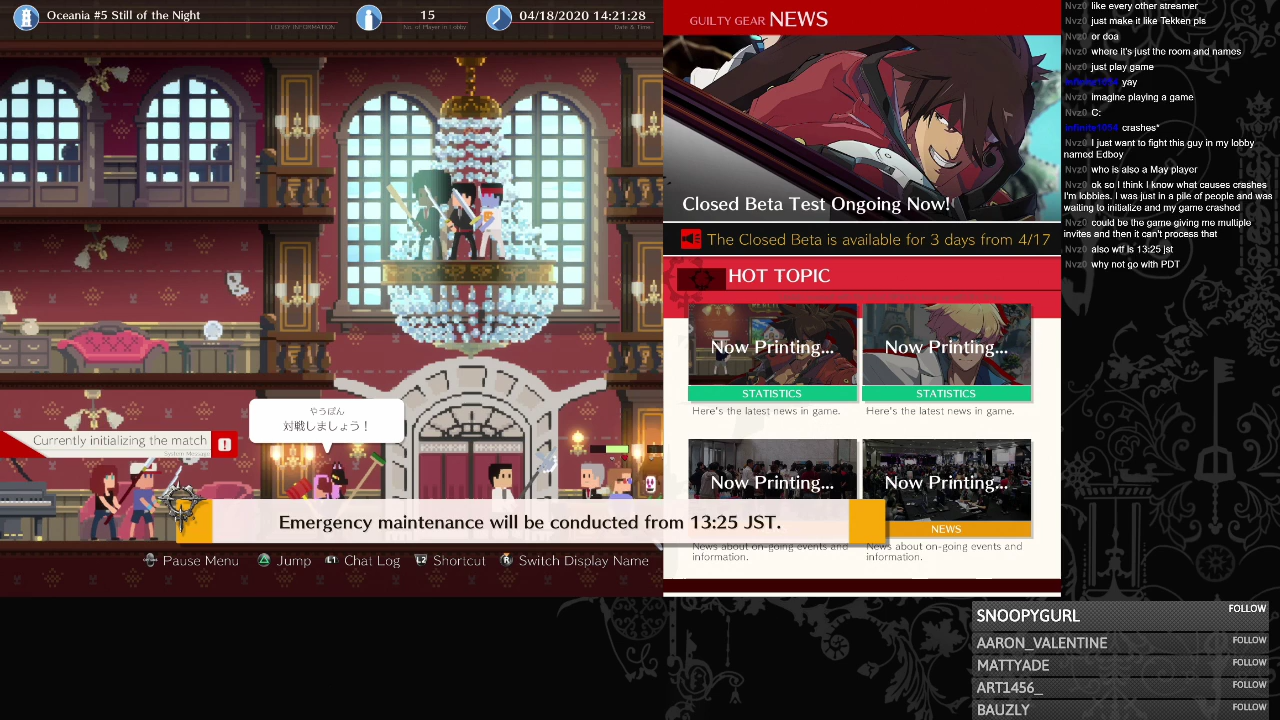 Oceania #5 Still of the Night
LOBBY INFORMATION
15
No. of Player in Lobby
04/18/2020 14:21:28
Date & Time
やうぽん
対戦しましょう！
Currently initializing the match
System Message
Emergency maintenance will be conducted from 13:25 JST.
Pause Menu
Jump
L1 Chat Log
L2 Shortcut
R Switch Display Name
GUILTY GEAR NEWS
Closed Beta Test Ongoing Now!
The Closed Beta is available for 3 days from 4/17
HOT TOPIC
Now Printing...
STATISTICS
Here's the latest news in game.
Now Printing...
STATISTICS
Here's the latest news in game.
Now Printing...
News about on-going events and
information.
Now Printing...
NEWS
News about on-going events and
information.
Nvz0 like every other streamer
Nvz0 just make it like Tekken pls
Nvz0 or doa
Nvz0 where it's just the room and names
Nvz0 just play game
infinity1654 yay
Nvz0 Imagine playing a game
Nvz0 C:
infinity1654 crashes*
Nvz0 I just want to fight this guy in my lobby
named Edboy
Nvz0 who is also a May player
Nvz0 ok so I think I know what causes crashes
I'm lobbies. I was just in a pile of people and was
waiting to initialize and my game crashed
Nvz0 could be the game giving me multiple
invites and then it can't process that
Nvz0 also wtf is 13:25 jst
Nvz0 why not go with PDT
SNOOPYGURL FOLLOW
AARON_VALENTINE FOLLOW
MATTYADE FOLLOW
ART1456_ FOLLOW
BAUZLY FOLLOW